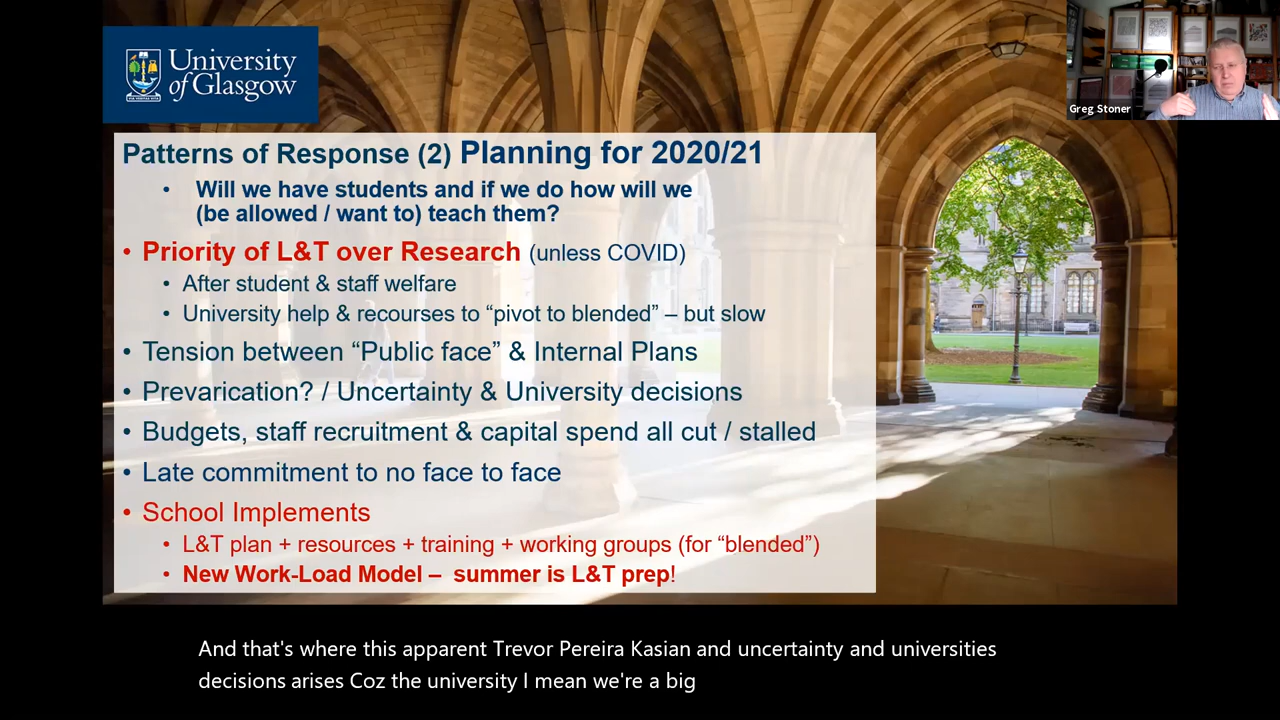 University
of Glasgow
Greg Stoner
Patterns of Response (2) Planning for 2020/21
• Will we have students and if we do how will we
(be allowed / want to) teach them?
• Priority of L&T over Research (unless COVID)
• After student & staff welfare
• University help & recourses to “pivot to blended” – but slow
• Tension between “Public face” & Internal Plans
• Prevarication? / Uncertainty & University decisions
• Budgets, staff recruitment & capital spend all cut / stalled
• Late commitment to no face to face
• School Implements
• L&T plan + resources + training + working groups (for “blended”)
• New Work-Load Model – summer is L&T prep!
And that's where this apparent Trevor Pereira Kasian and uncertainty and universities
decisions arises Coz the university I mean we're a big